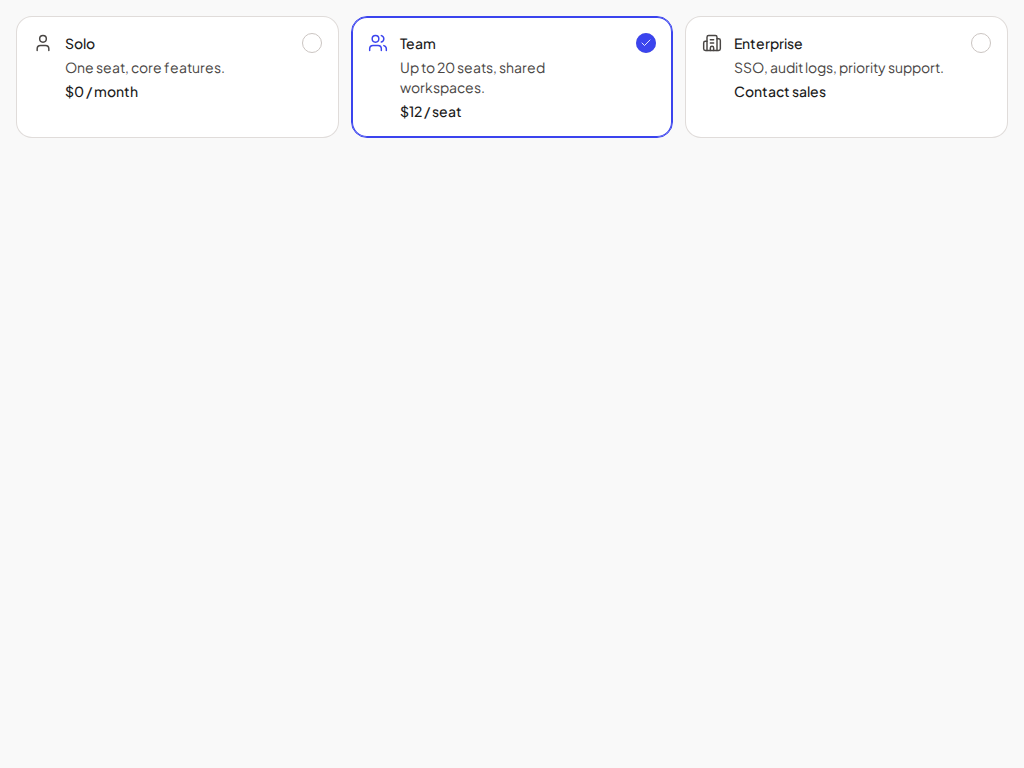 Solo
One seat, core features.
$0 / month
Team
Up to 20 seats, shared
workspaces.
$12 / seat
Enterprise
SSO, audit logs, priority support.
Contact sales